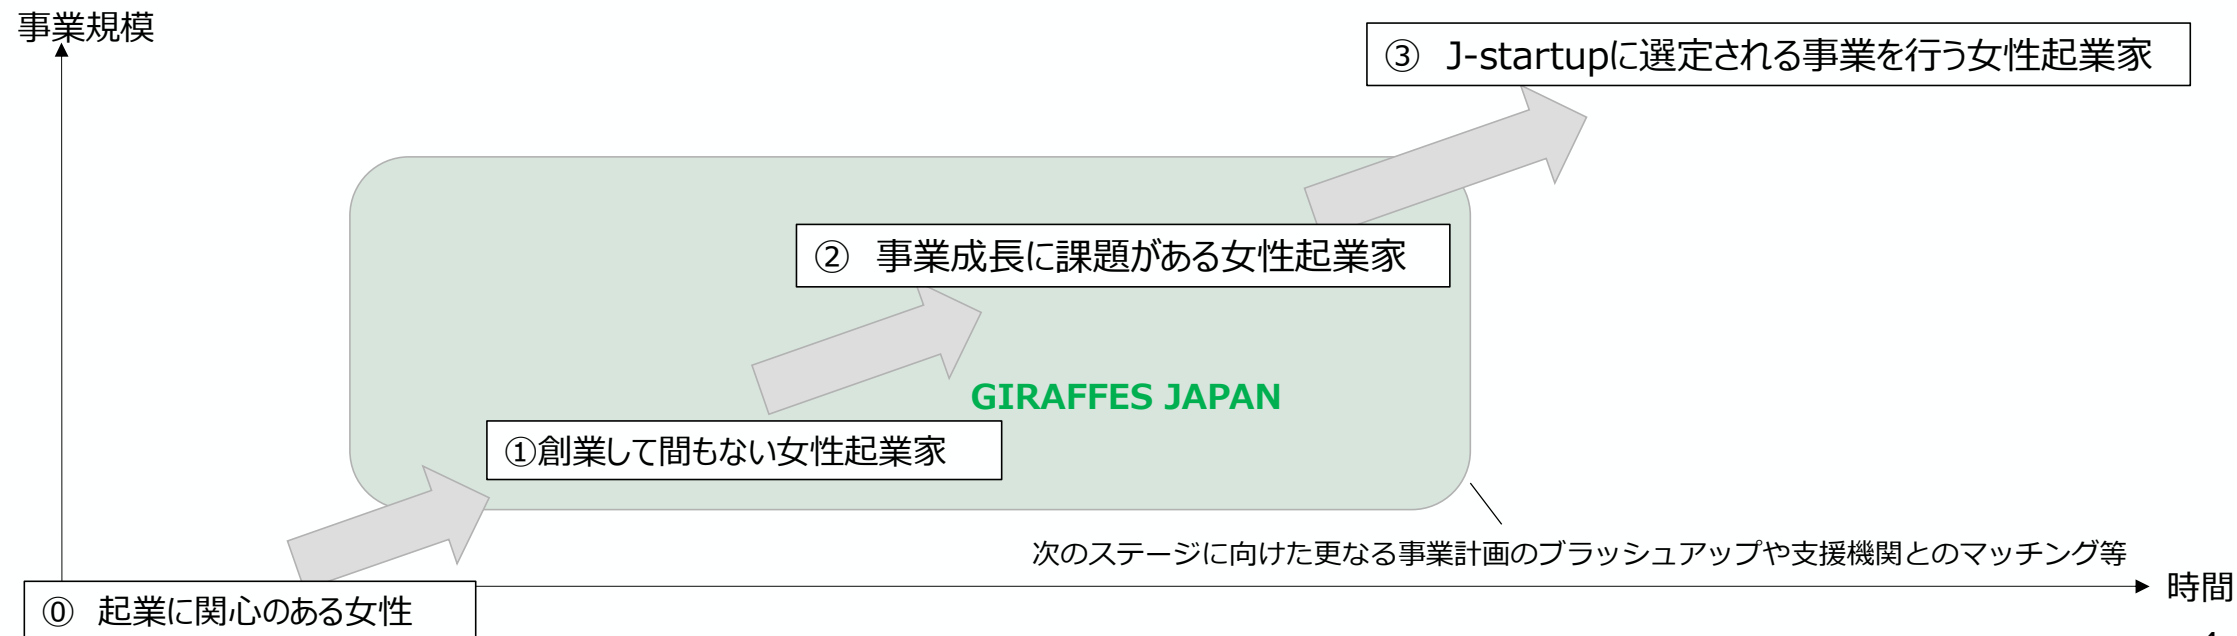 事業規模
③　J-startupに選定される事業を行う女性起業家
②　事業成長に課題がある女性起業家
GIRAFFES JAPAN
①創業して間もない女性起業家
次のステージに向けた更なる事業計画のブラッシュアップや支援機関とのマッチング等
時間
⓪　起業に関心のある女性